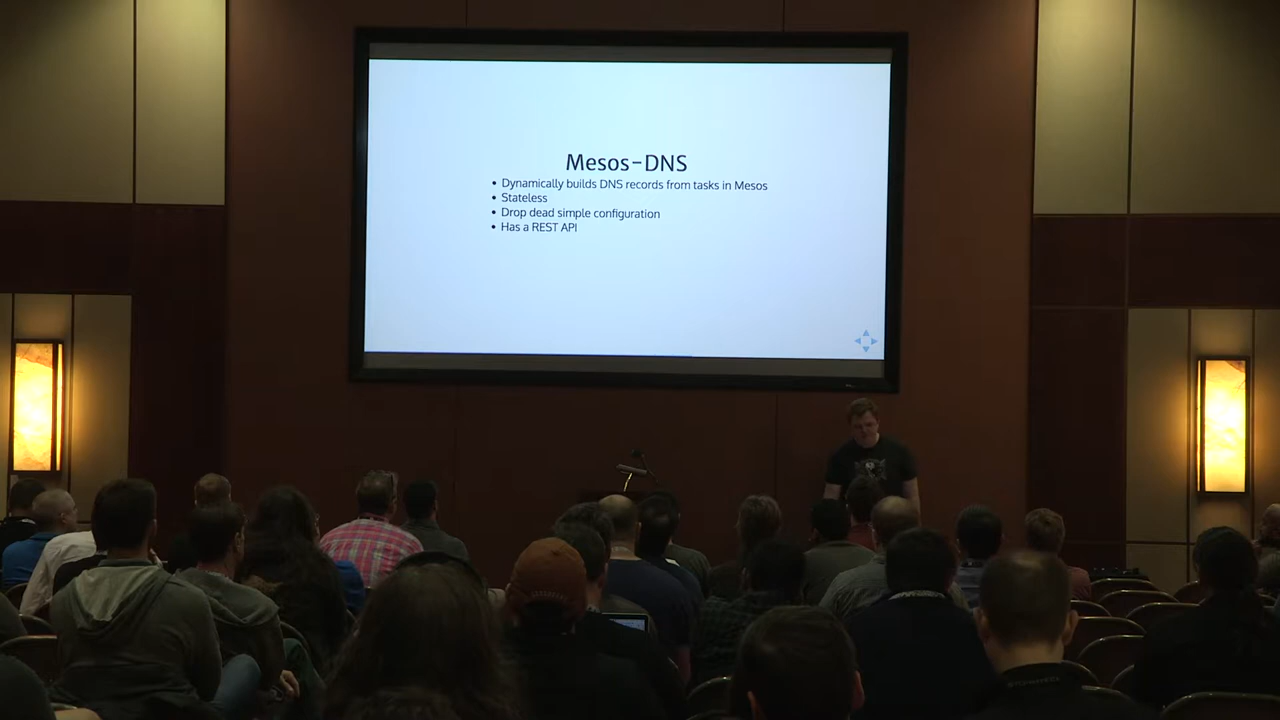 Mesos-DNS
• Dynamically builds DNS records from tasks in Mesos
• Stateless
• Drop dead simple configuration
• Has a REST API